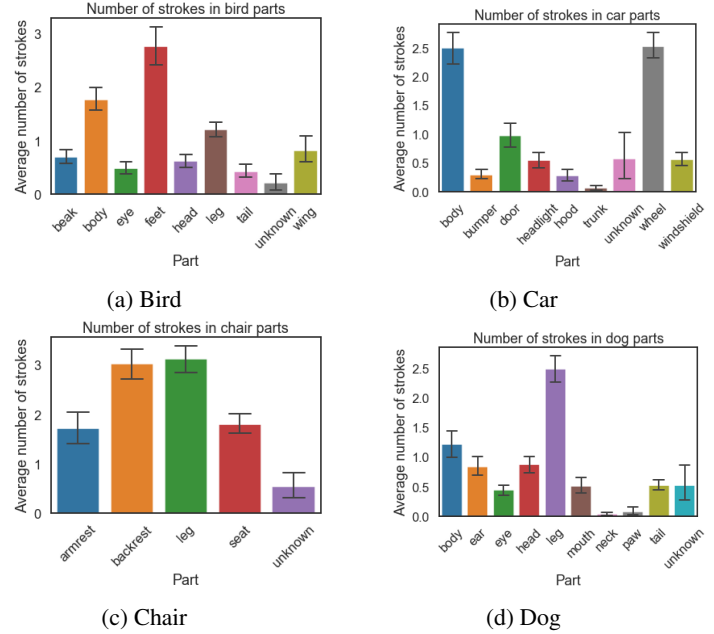 Number of strokes in bird parts
Average number of strokes
3
2
1
0
beak
body
eye
feet
head
leg
tail
unknown
wing
Part
(a) Bird
Number of strokes in car parts
Average number of strokes
2.5
2.0
1.5
1.0
0.5
0.0
body
bumper
door
headlight
hood
trunk
unknown
wheel
windshield
Part
(b) Car
Number of strokes in chair parts
Average number of strokes
3
2
1
0
armrest
backrest
leg
seat
unknown
Part
(c) Chair
Number of strokes in dog parts
Average number of strokes
2.5
2.0
1.5
1.0
0.5
0.0
body
ear
eye
head
leg
mouth
neck
paw
tail
unknown
Part
(d) Dog